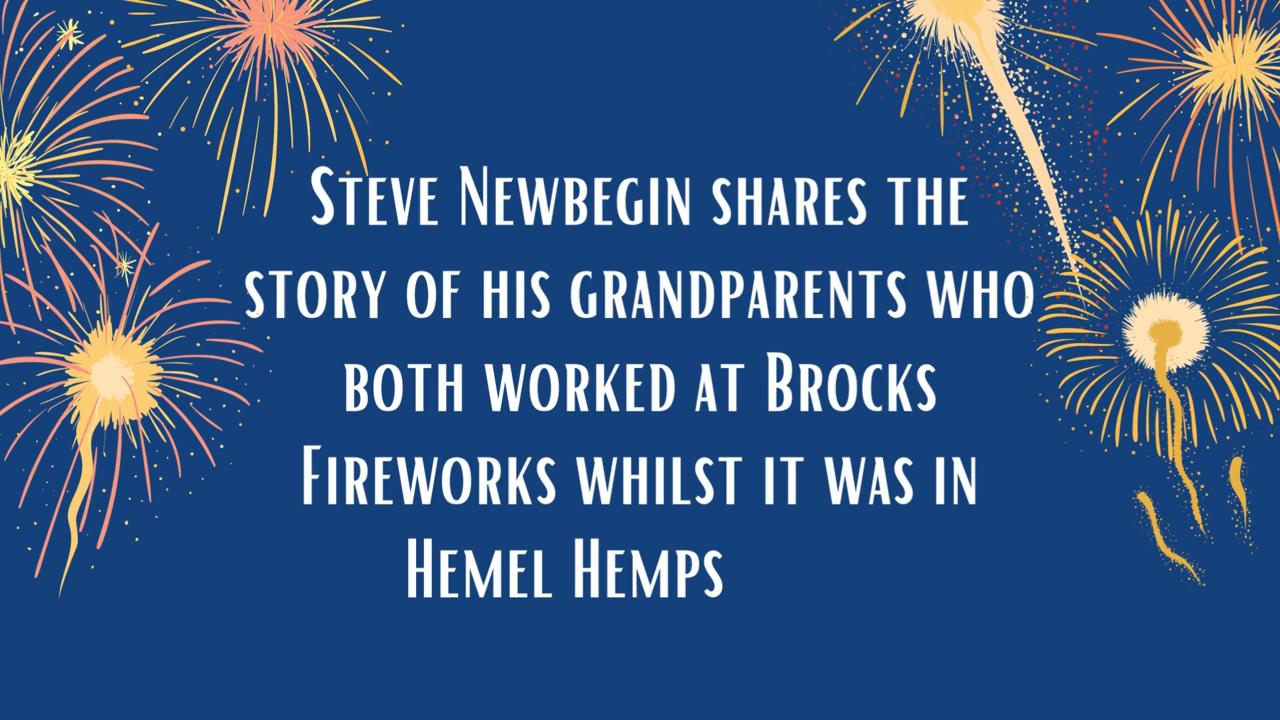 Steve Newbegin shares the
story of his grandparents who
both worked at Brocks
Fireworks whilst it was in
Hemel Hemps